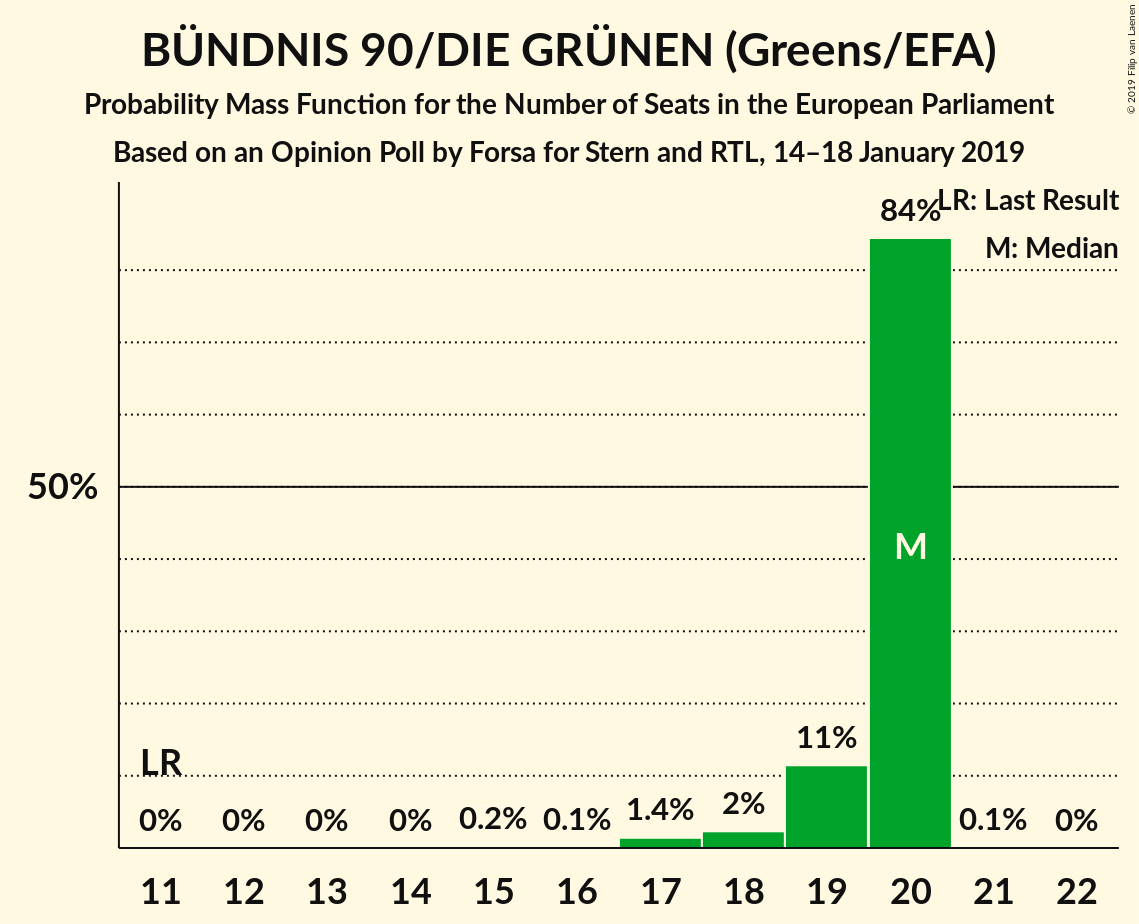 BÜNDNIS 90/DIE GRÜNEN (Greens/EFA)
Probability Mass Function for the Number of Seats in the European Parliament
Based on an Opinion Poll by Forsa for Stern and RTL, 14–18 January 2019
© 2019 Filip van Laenen
LR: Last Result
M: Median
84%
50%
M
LR
0%
0%
0%
0%
0.2%
0.1%
1.4%
2%
11%
0.1%
0%
11 12 13 14 15 16 17 18 19 20 21 22